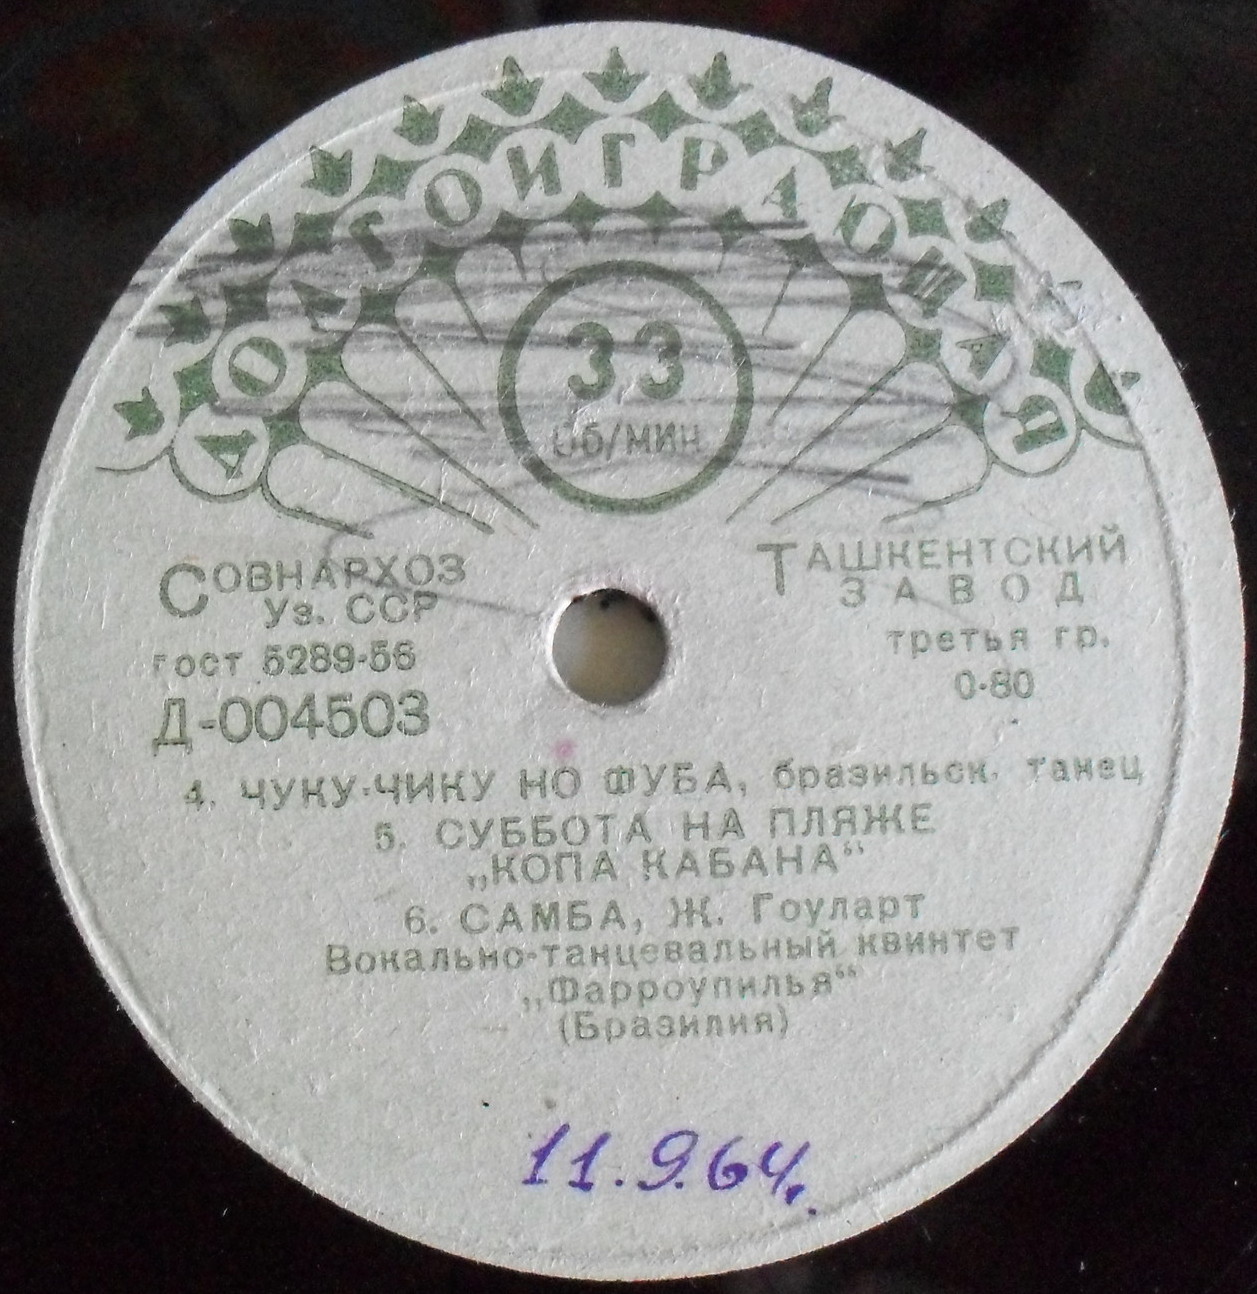 ДОЛГОИГРАЮЩАЯ
33
об/мин
Совнархоз
Уз. ССР
гост 5289-56
Д-004503
Ташкентский
ЗАВОД
третья гр.
0-80
4. ЧУКУ-ЧИКУ НО ФУБА, бразильск. танец
5. СУББОТА НА ПЛЯЖЕ
„КОПА КАБАНА“
6. САМБА, Ж. Гоуларт
Вокально-танцевальный квинтет
„Фарроупилья“
(Бразилия)
11.9.64.